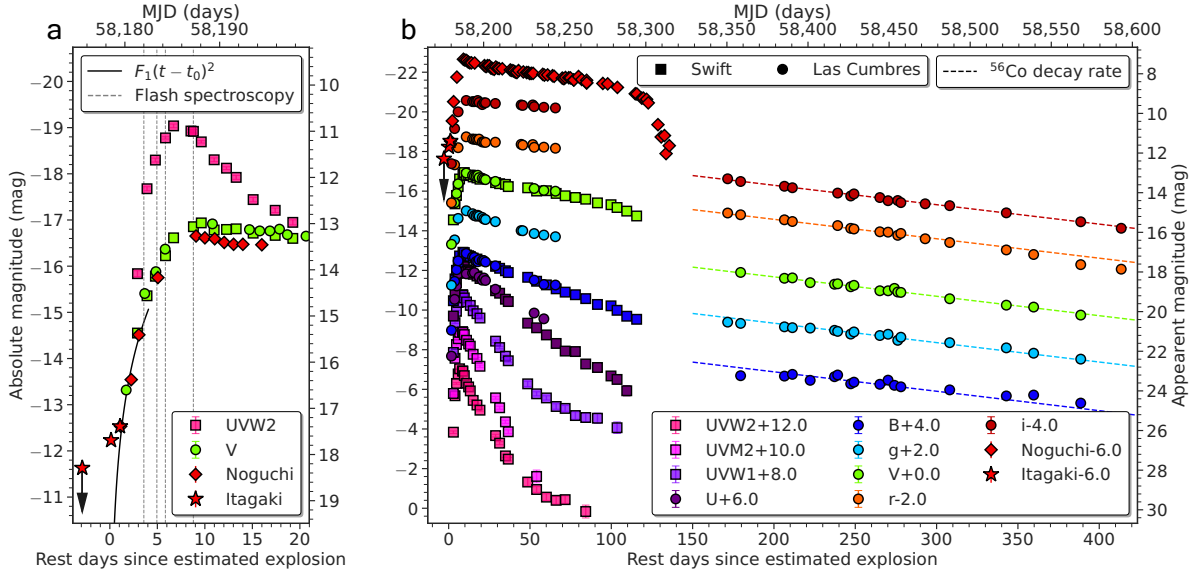 a
MJD (days)
58,180
58,190
F₁(t − t₀)²
Flash spectroscopy
Absolute magnitude (mag)
−20
−19
−18
−17
−16
−15
−14
−13
−12
−11
9
10
11
12
13
14
15
16
17
18
19
UVW2
V
Noguchi
Itagaki
0
5
10
15
20
Rest days since estimated explosion
b
MJD (days)
58,200
58,250
58,300
58,350
58,400
58,450
58,500
58,550
58,600
Swift
Las Cumbres
⁵⁶Co decay rate
−22
−20
−18
−16
−14
−12
−10
−8
−6
−4
−2
0
8
10
12
14
16
18
20
22
24
26
28
30
Apparent magnitude (mag)
UVW2+12.0
UVM2+10.0
UVW1+8.0
U+6.0
B+4.0
g+2.0
V+0.0
r-2.0
i-4.0
Noguchi-6.0
Itagaki-6.0
0
50
100
150
200
250
300
350
400
Rest days since estimated explosion